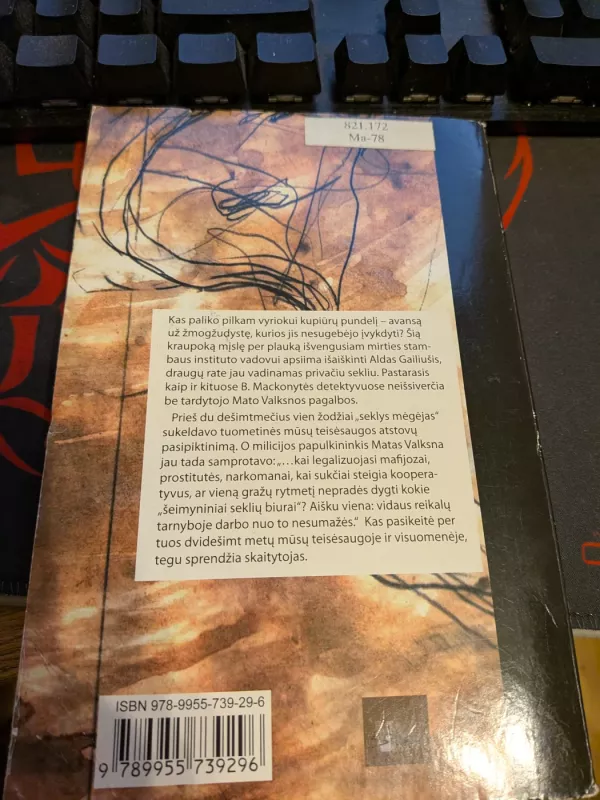 821.172
Ma-78
Kas paliko pilkam vyriokui kupiūrų pundelį – avansą
už žmogžudystę, kurios jis nesugebėjo įvykdyti? Šią
kraupoką mįslę per plauką išvengusiam mirties stam-
baus instituto vadovui apsiima išaiškinti Aldas Gailiušis,
draugų rate jau vadinamas privačiu sekliu. Pastarasis
kaip ir kituose B. Mackonytės detektyvuose neišsiverčia
be tardytojo Mato Valksnos pagalbos.
Prieš du dešimtmečius vien žodžiai „seklys mėgėjas"
sukeldavo tuometinės mūsų teisėsaugos atstovų
pasipiktinimą. O milicijos papulkininkis Matas Valksna
jau tada samprotavo: „...kai legalizuojasi mafijozai,
prostitutės, narkomanai, kai sukčiai steigia koopera-
tyvus, ar vieną gražų rytmetį nepradės dygti kokie
„šeimyniniai seklių biurai"? Aišku viena: vidaus reikalų
tarnyboje darbo nuo to nesumažės." Kas pasikeitė per
tuos dvidešimt metų mūsų teisėsaugoje ir visuomenėje,
tegu sprendžia skaitytojas.
ISBN 978-9955-739-29-6
9 789955 739296